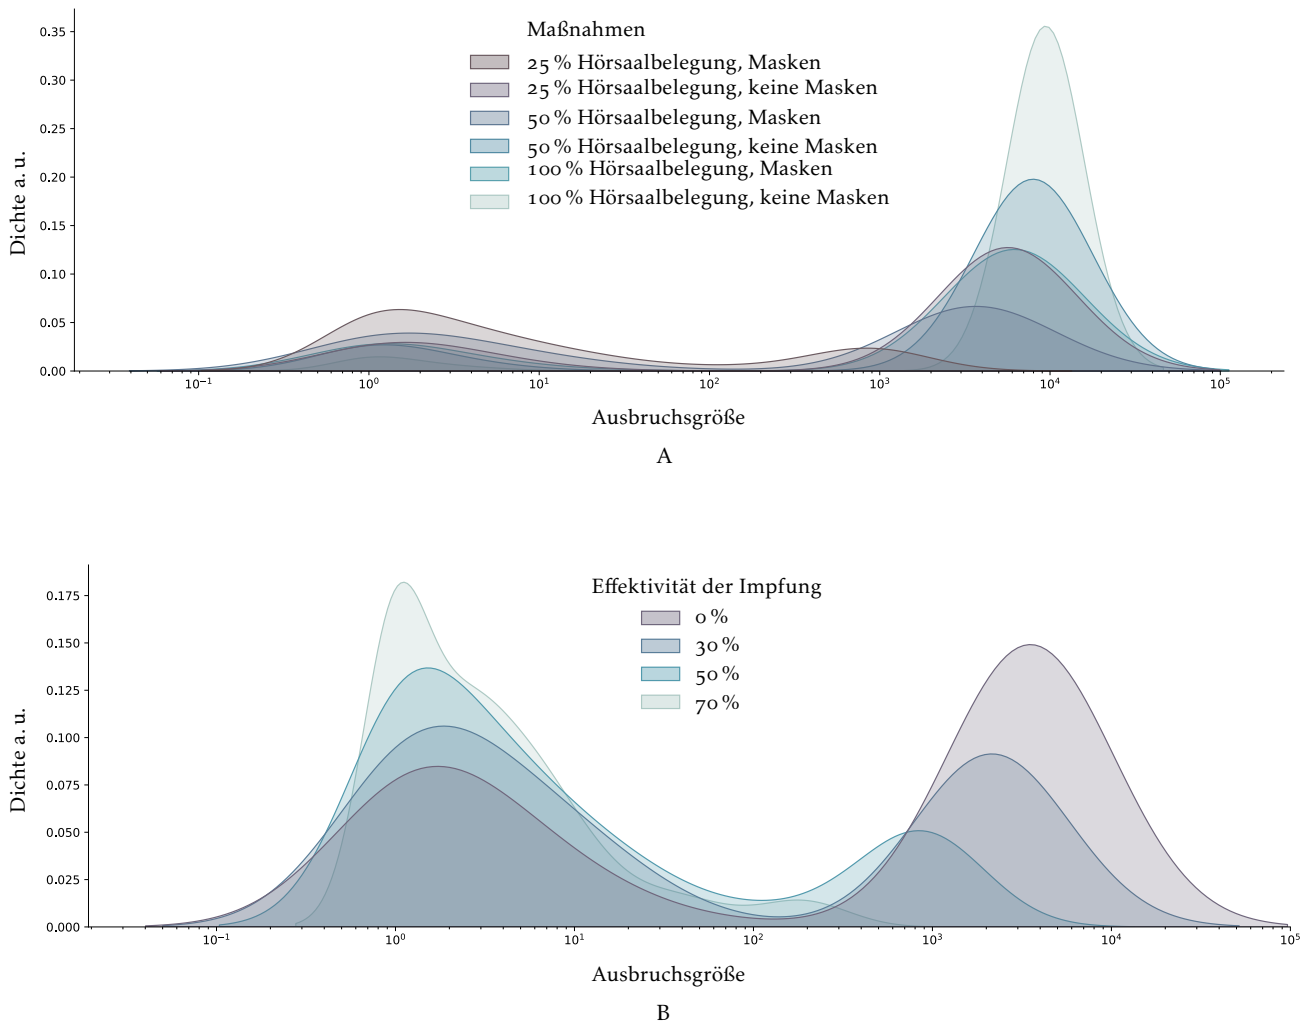 Maßnahmen
25 % Hörsaalbelegung, Masken
25 % Hörsaalbelegung, keine Masken
50 % Hörsaalbelegung, Masken
50 % Hörsaalbelegung, keine Masken
100 % Hörsaalbelegung, Masken
100 % Hörsaalbelegung, keine Masken
Dichte a. u.
0.35
0.30
0.25
0.20
0.15
0.10
0.05
0.00
10⁻¹ 10⁰ 10¹ 10² 10³ 10⁴ 10⁵
Ausbruchsgröße
A
Effektivität der Impfung
0 %
30 %
50 %
70 %
Dichte a. u.
0.175
0.150
0.125
0.100
0.075
0.050
0.025
0.000
10⁻¹ 10⁰ 10¹ 10² 10³ 10⁴ 10⁵
Ausbruchsgröße
B